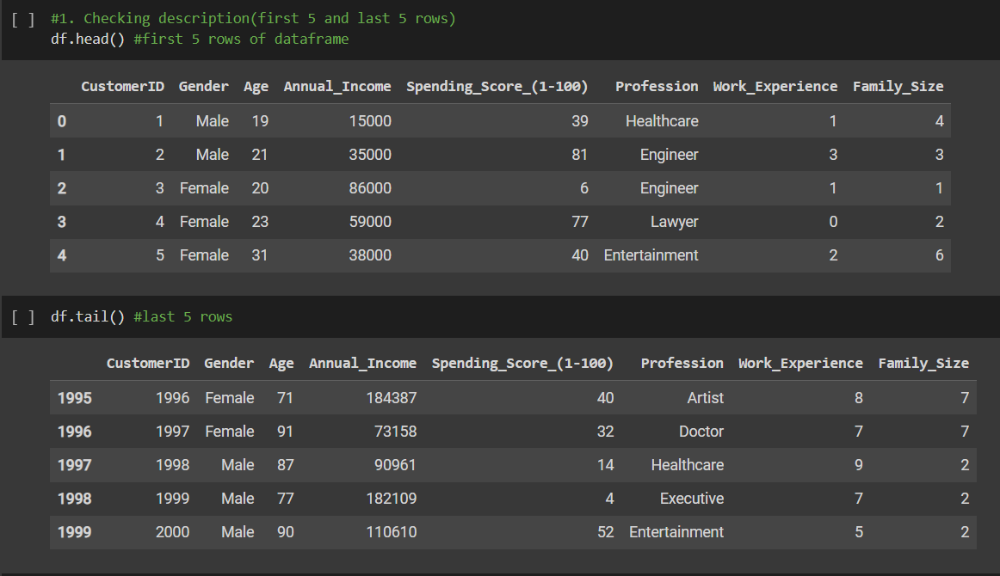 [ ] #1. Checking description(first 5 and last 5 rows)
df.head() #first 5 rows of dataframe
CustomerID Gender Age Annual_Income Spending_Score_(1-100) Profession Work_Experience Family_Size
0 1 Male 19 15000 39 Healthcare 1 4
1 2 Male 21 35000 81 Engineer 3 3
2 3 Female 20 86000 6 Engineer 1 1
3 4 Female 23 59000 77 Lawyer 0 2
4 5 Female 31 38000 40 Entertainment 2 6
[ ] df.tail() #last 5 rows
CustomerID Gender Age Annual_Income Spending_Score_(1-100) Profession Work_Experience Family_Size
1995 1996 Female 71 184387 40 Artist 8 7
1996 1997 Female 91 73158 32 Doctor 7 7
1997 1998 Male 87 90961 14 Healthcare 9 2
1998 1999 Male 77 182109 4 Executive 7 2
1999 2000 Male 90 110610 52 Entertainment 5 2